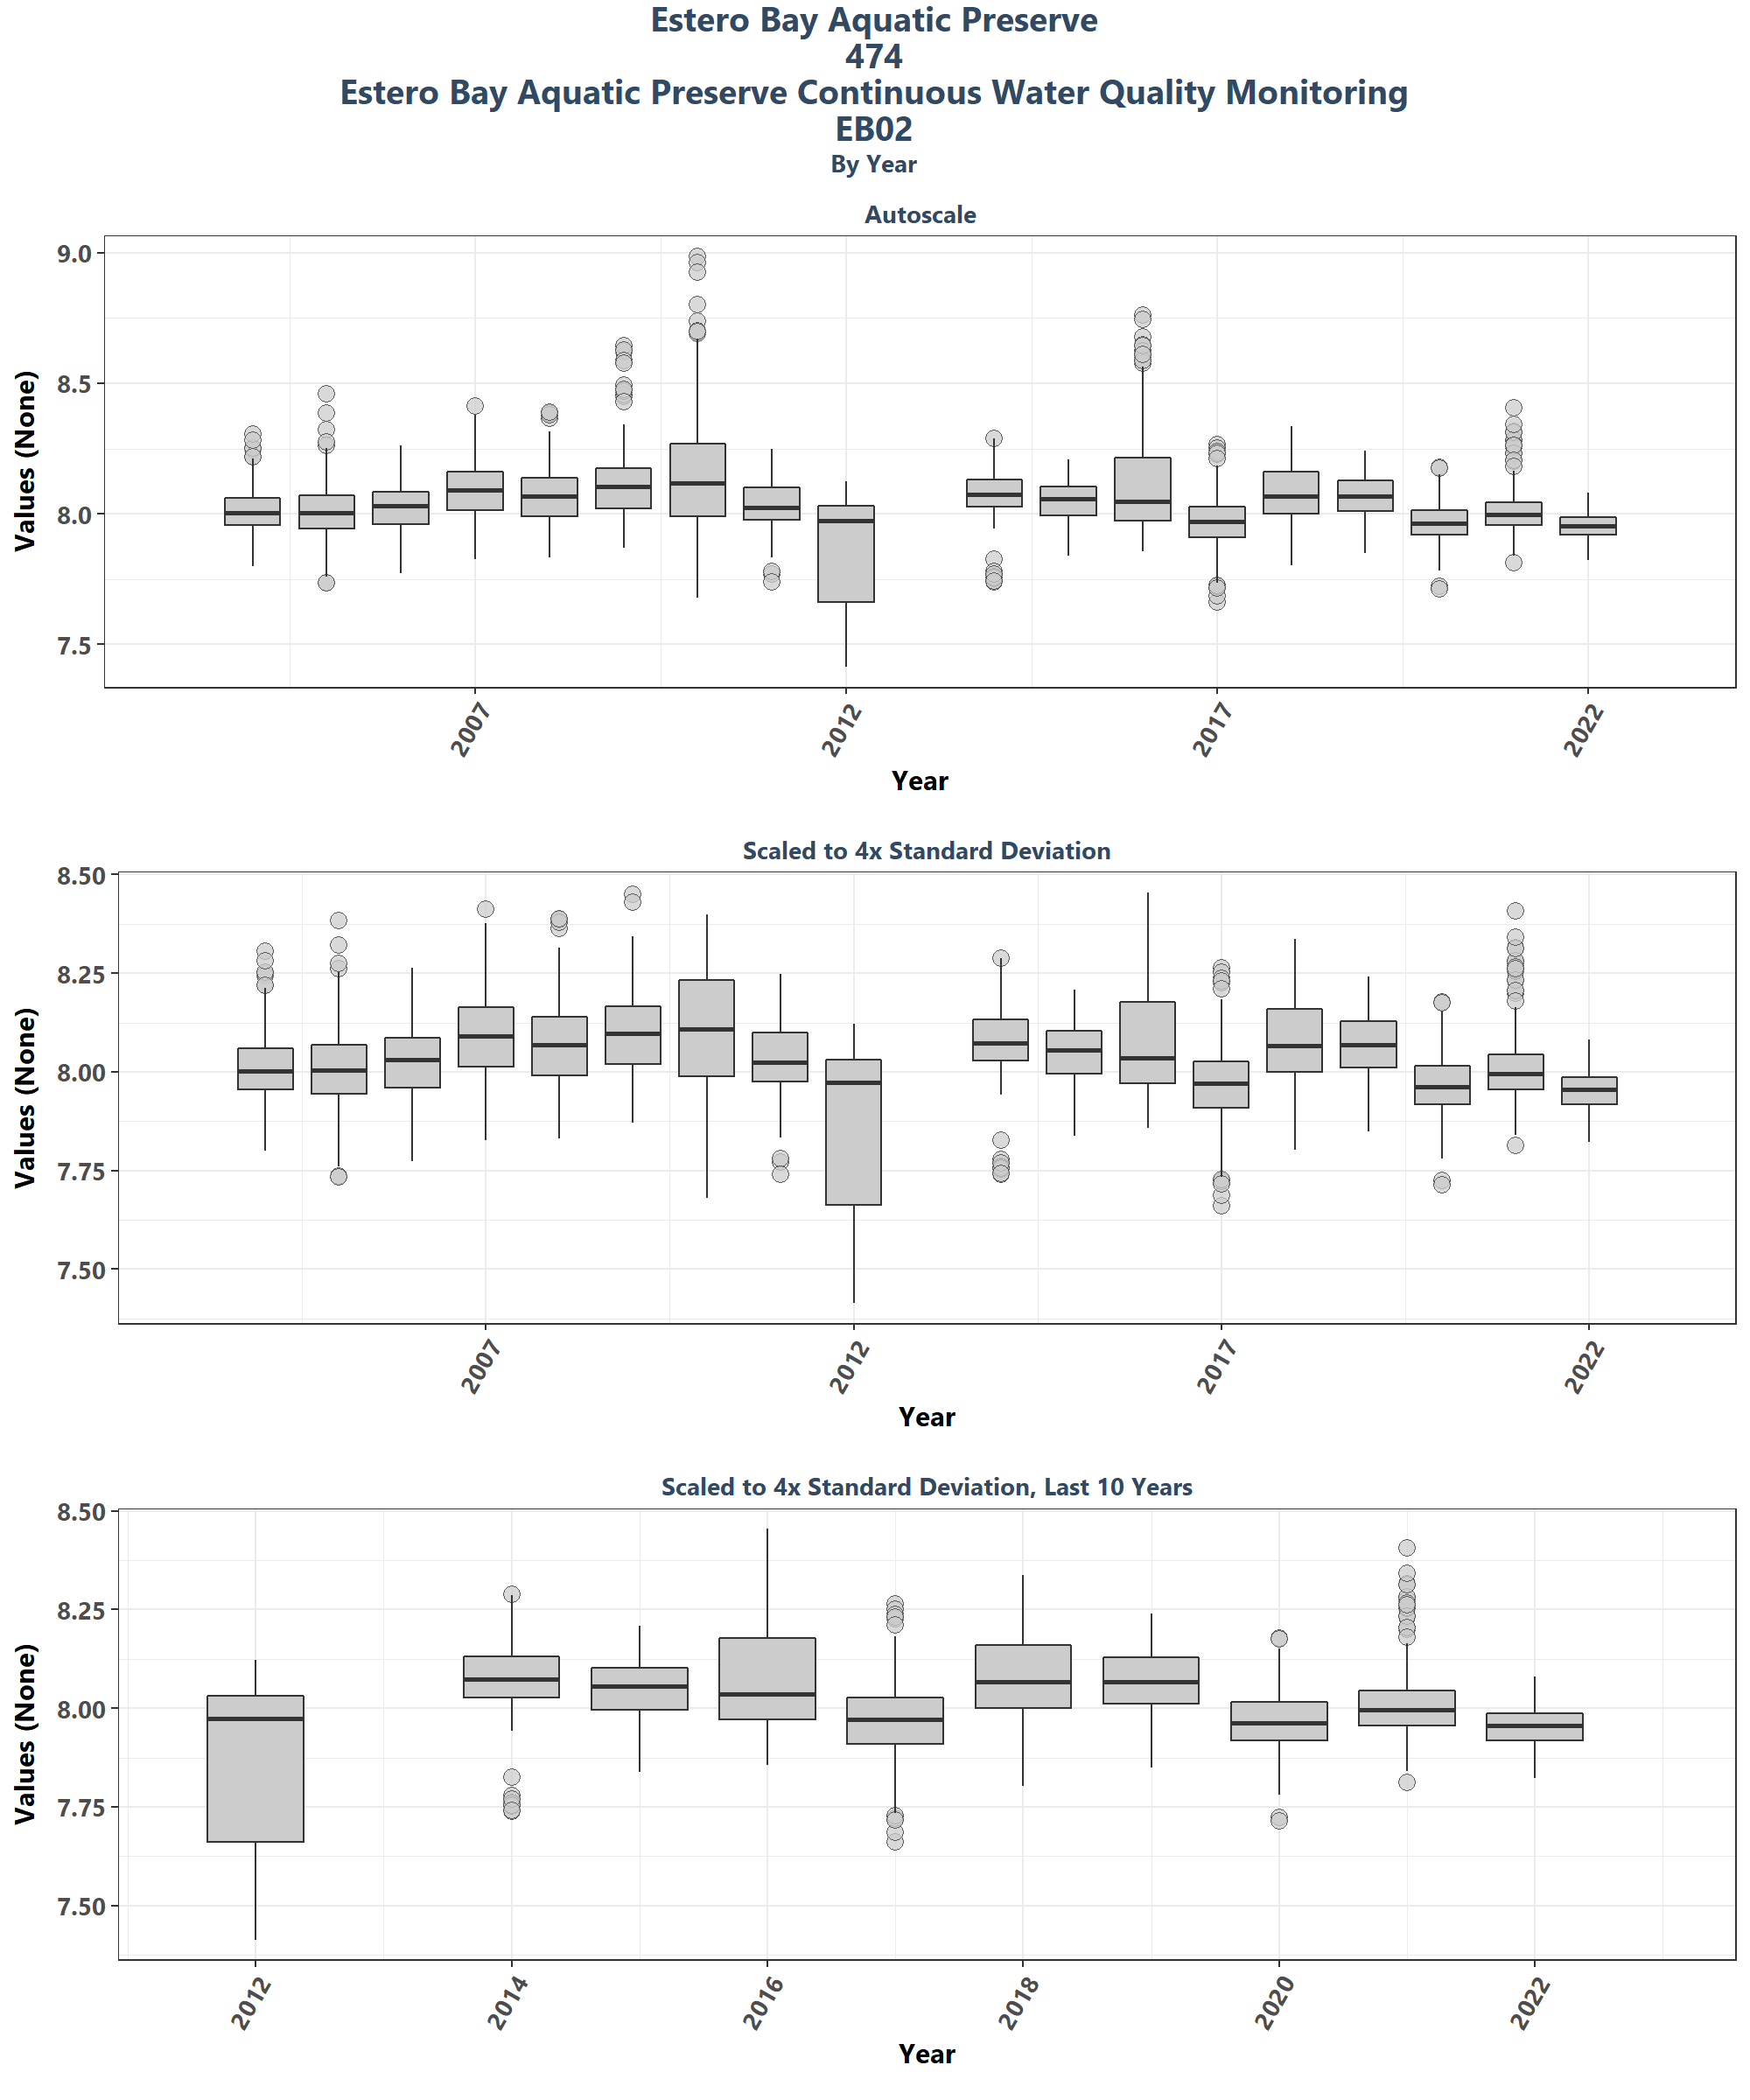 Estero Bay Aquatic Preserve
474
Estero Bay Aquatic Preserve Continuous Water Quality Monitoring
EB02
By Year
Autoscale
Values (None)
9.0
8.5
8.0
7.5
2007
2012
2017
2022
Year
Scaled to 4x Standard Deviation
Values (None)
8.50
8.25
8.00
7.75
7.50
2007
2012
2017
2022
Year
Scaled to 4x Standard Deviation, Last 10 Years
Values (None)
8.50
8.25
8.00
7.75
7.50
2012
2014
2016
2018
2020
2022
Year